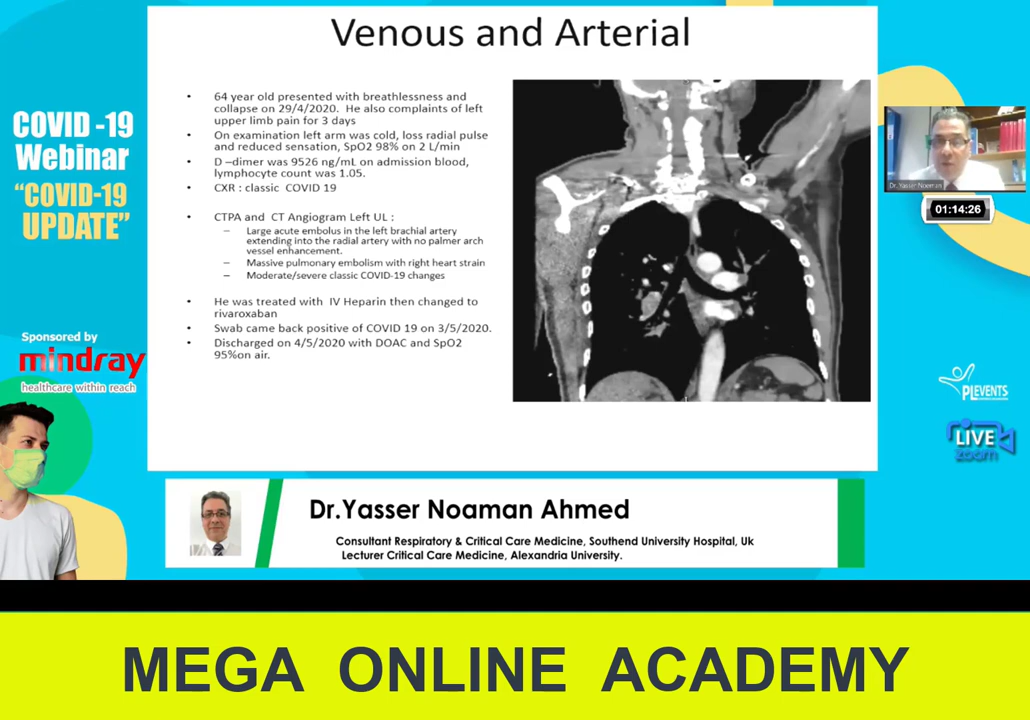 Venous and Arterial
COVID -19
Webinar
"COVID-19
UPDATE"
• 64 year old presented with breathlessness and
collapse on 29/4/2020. He also complaints of left
upper limb pain for 3 days
• On examination left arm was cold, loss radial pulse
and reduced sensation, SpO2 98% on 2 L/min
• D –dimer was 9526 ng/mL on admission blood,
lymphocyte count was 1.05.
• CXR : classic COVID 19
• CTPA and CT Angiogram Left UL :
– Large acute embolus in the left brachial artery
extending into the radial artery with no palmer arch
vessel enhancement.
– Massive pulmonary embolism with right heart strain
– Moderate/severe classic COVID-19 changes
• He was treated with IV Heparin then changed to
rivaroxaban
• Swab came back positive of COVID 19 on 3/5/2020.
• Discharged on 4/5/2020 with DOAC and SpO2
95%on air.
Dr.Yasser Noaman
01:14:26
Sponsored by
mindray
healthcare within reach
PLEVENTS
LIVE
zoom
Dr.Yasser Noaman Ahmed
Consultant Respiratory & Critical Care Medicine, Southend University Hospital, Uk
Lecturer Critical Care Medicine, Alexandria University.
MEGA ONLINE ACADEMY